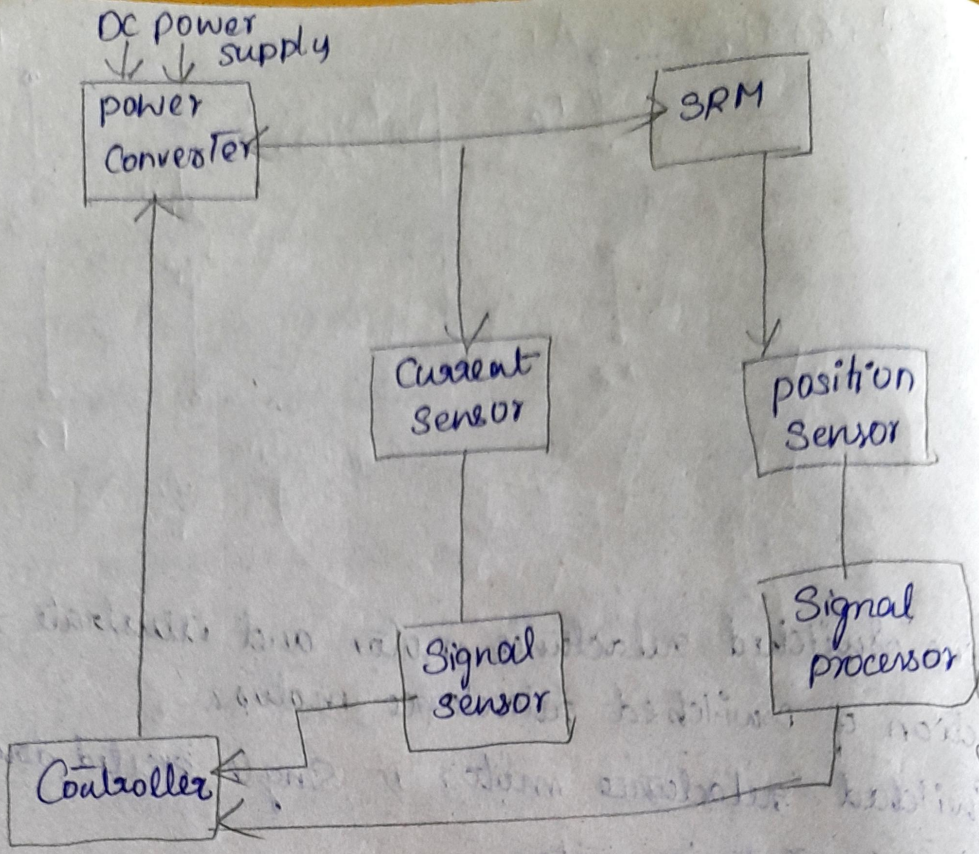 DC power
supply
power
Converter
SRM
Current
sensor
position
sensor
Signal
sensor
Signal
processor
Controller